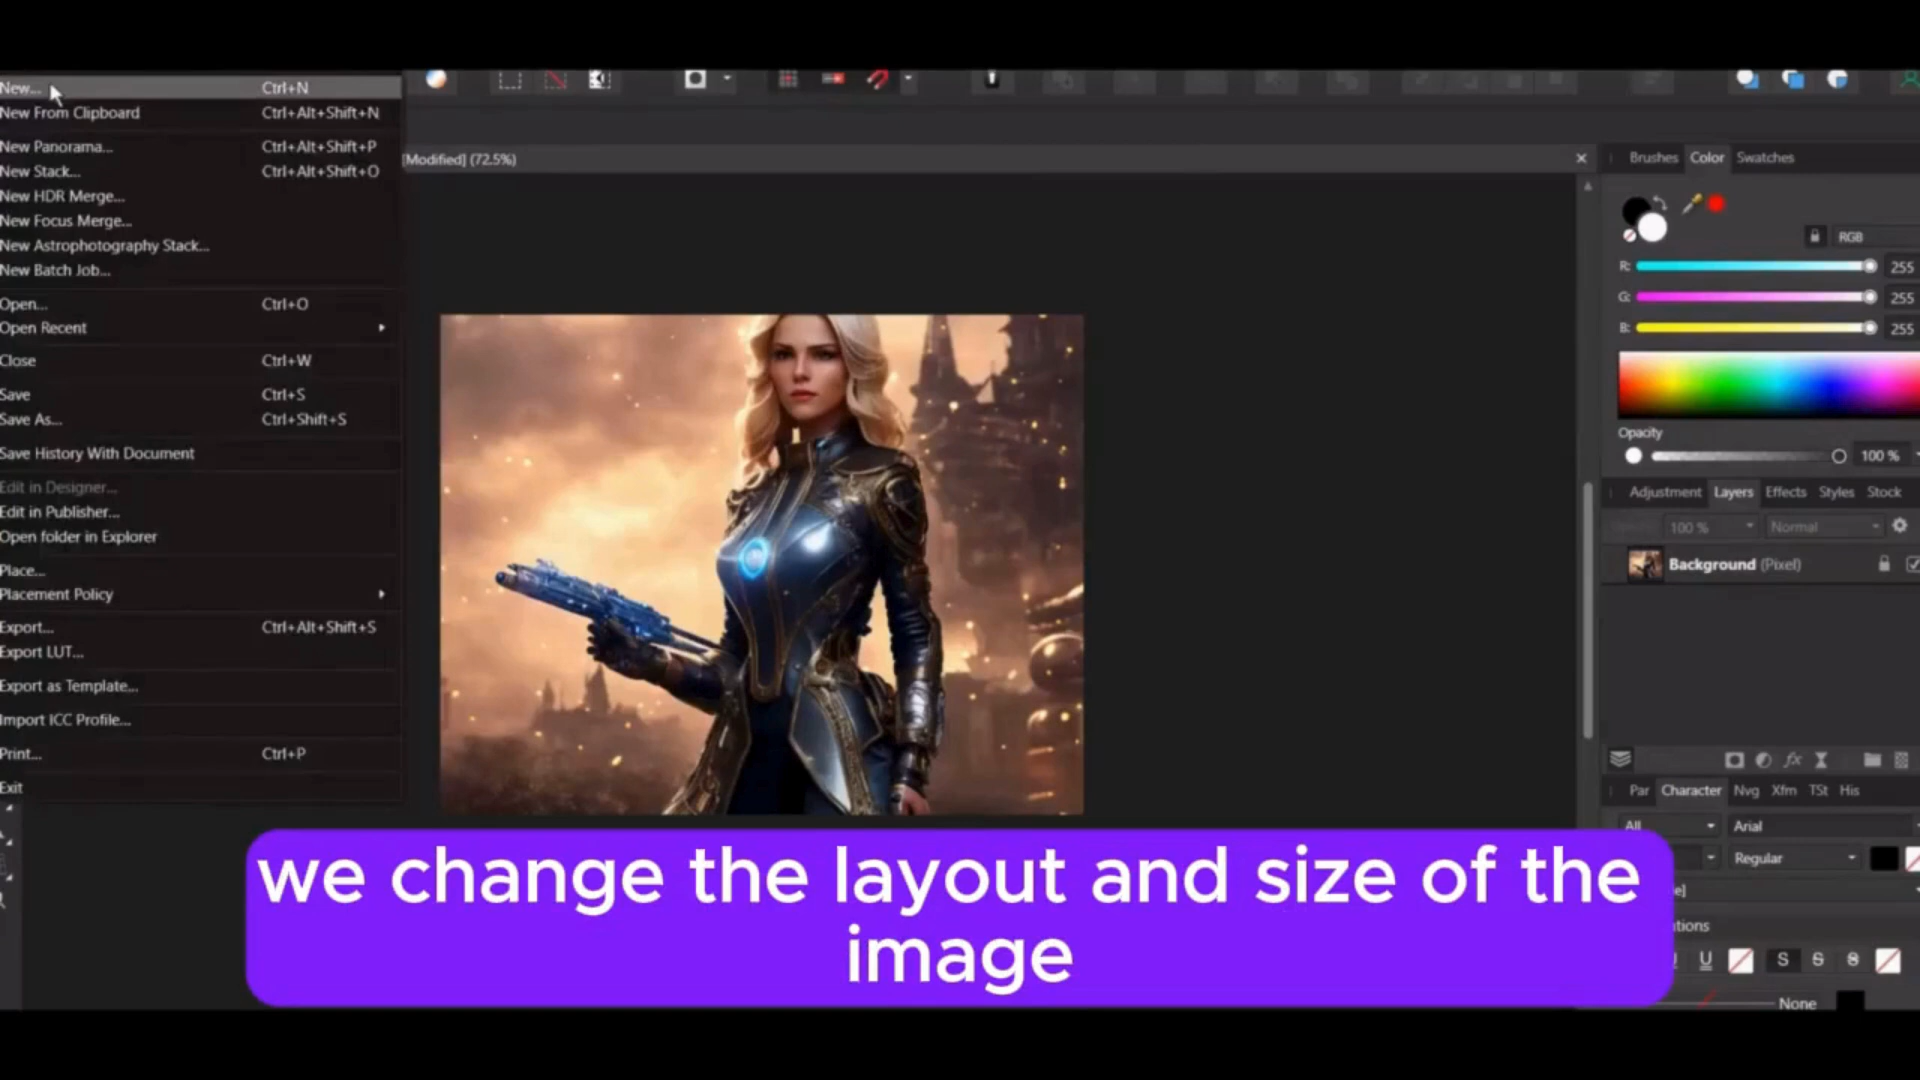 New... Ctrl+N
New From Clipboard Ctrl+Alt+Shift+N
New Panorama... Ctrl+Alt+Shift+P
New Stack... Ctrl+Alt+Shift+O
New HDR Merge...
New Focus Merge...
New Astrophotography Stack...
New Batch Job...
Open... Ctrl+O
Open Recent
Close Ctrl+W
Save Ctrl+S
Save As... Ctrl+Shift+S
Save History With Document
Edit in Designer...
Edit in Publisher...
Open folder in Explorer
Place...
Placement Policy
Export... Ctrl+Alt+Shift+S
Export LUT...
Export as Template...
Import ICC Profile...
Print... Ctrl+P
Exit
[Modified] (72.5%)
Brushes Color Swatches
RGB
R: 255
G: 255
B: 255
Opacity
100 %
Adjustment Layers Effects Styles Stock
100 % Normal
Background (Pixel)
fx
Par Character Nvg Xfm TSt His
All Arial
Regular
e]
tions
U S S S
None
we change the layout and size of the
image